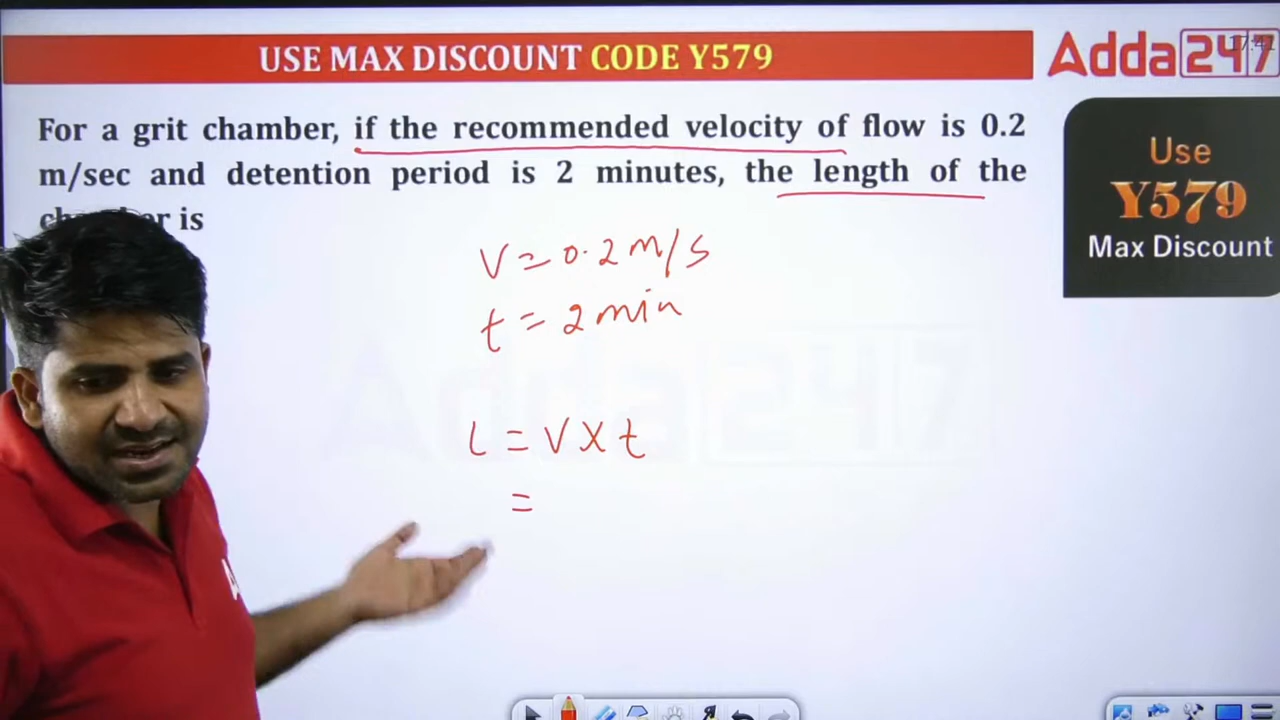 USE MAX DISCOUNT CODE Y579
Adda247
17:41
For a grit chamber, if the recommended velocity of flow is 0.2
m/sec and detention period is 2 minutes, the length of the
is
Use
Y579
Max Discount
V = 0.2 m/s
t = 2 min
L = V X t
=